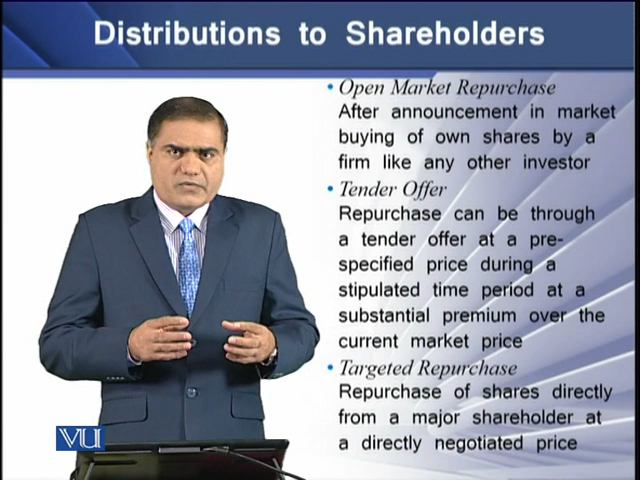 Distributions to Shareholders
• Open Market Repurchase
After announcement in market
buying of own shares by a
firm like any other investor
• Tender Offer
Repurchase can be through
a tender offer at a pre-
specified price during a
stipulated time period at a
substantial premium over the
current market price
• Targeted Repurchase
Repurchase of shares directly
from a major shareholder at
a directly negotiated price
VU